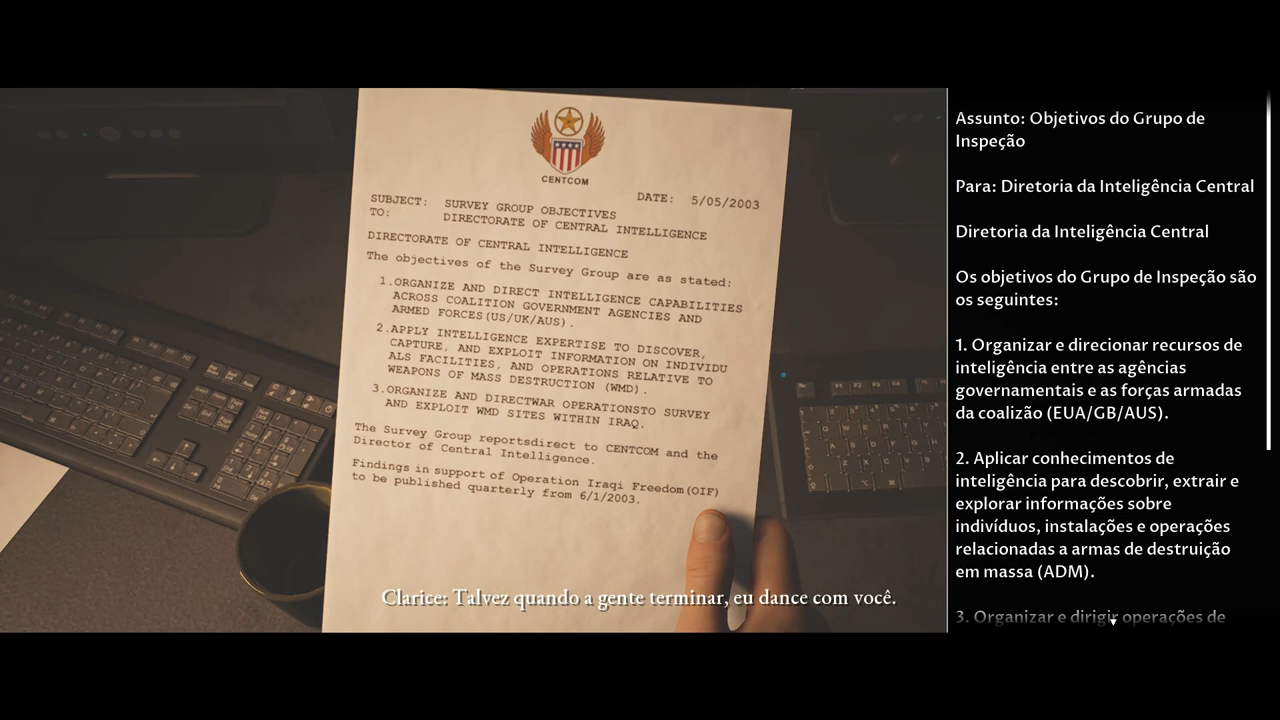 CENTCOM
DATE: 5/05/2003
SUBJECT: SURVEY GROUP OBJECTIVES
TO: DIRECTORATE OF CENTRAL INTELLIGENCE
DIRECTORATE OF CENTRAL INTELLIGENCE
The objectives of the Survey Group are as stated:
1.ORGANIZE AND DIRECT INTELLIGENCE CAPABILITIES
ACROSS COALITION GOVERNMENT AGENCIES AND
ARMED FORCES(US/UK/AUS).
2.APPLY INTELLIGENCE EXPERTISE TO DISCOVER,
CAPTURE, AND EXPLOIT INFORMATION ON INDIVIDU
ALS FACILITIES, AND OPERATIONS RELATIVE TO
WEAPONS OF MASS DESTRUCTION (WMD).
3.ORGANIZE AND DIRECTWAR OPERATIONSTO SURVEY
AND EXPLOIT WMD SITES WITHIN IRAQ.
The Survey Group reportsdirect to CENTCOM and the
Director of Central Intelligence.
Findings in support of Operation Iraqi Freedom(OIF)
to be published quarterly from 6/1/2003.
Clarice: Talvez quando a gente terminar, eu dance com você.
Assunto: Objetivos do Grupo de
Inspeção
Para: Diretoria da Inteligência Central
Diretoria da Inteligência Central
Os objetivos do Grupo de Inspeção são
os seguintes:
1. Organizar e direcionar recursos de
inteligência entre as agências
governamentais e as forças armadas
da coalizão (EUA/GB/AUS).
2. Aplicar conhecimentos de
inteligência para descobrir, extrair e
explorar informações sobre
indivíduos, instalações e operações
relacionadas a armas de destruição
em massa (ADM).
3. Organizar e dirigir operações de